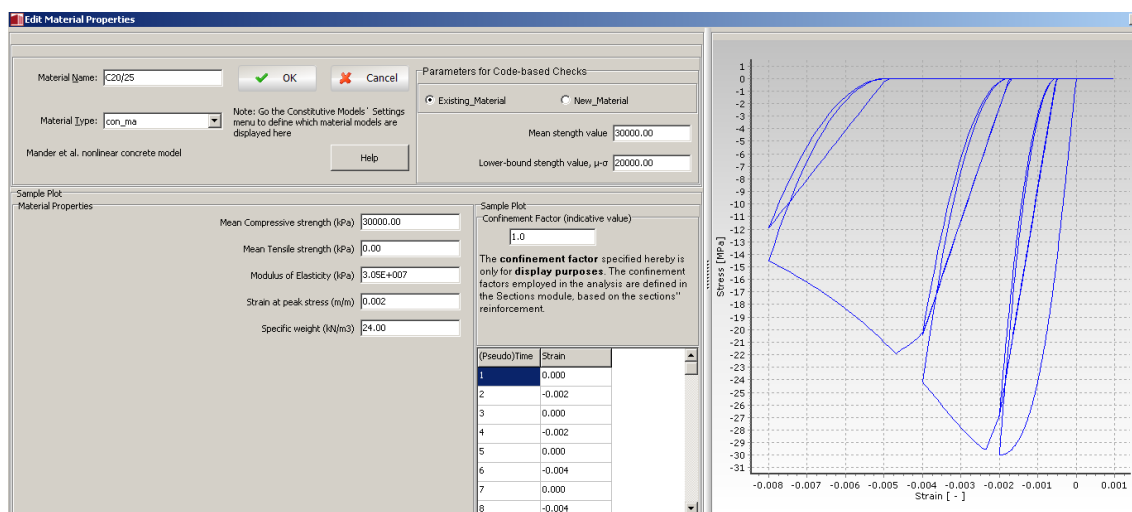 Edit Material Properties
Material Name: C20/25
OK
Cancel
Material Type: con_ma
Note: Go the Constitutive Models` Settings
menu to define which material models are
displayed here
Mander et al. nonlinear concrete model
Help
Parameters for Code-based Checks
Existing_Material
New_Material
Mean stength value 30000.00
Lower-bound stength value, μ-σ 20000.00
Sample Plot
Material Properties
Mean Compressive strength (kPa) 30000.00
Mean Tensile strength (kPa) 0.00
Modulus of Elasticity (kPa) 3.05E+007
Strain at peak stress (m/m) 0.002
Specific weight (kN/m3) 24.00
Sample Plot
Confinement Factor (indicative value)
1.0
The confinement factor specified hereby is
only for display purposes. The confinement
factors employed in the analysis are defined in
the Sections module, based on the sections''
reinforcement.
(Pseudo)Time Strain
1 0.000
2 -0.002
3 0.000
4 -0.002
5 0.000
6 -0.004
7 0.000
8 -0.004
1
0
-1
-2
-3
-4
-5
-6
-7
-8
-9
-10
-11
-12
-13
-14
-15
-16
-17
-18
-19
-20
-21
-22
-23
-24
-25
-26
-27
-28
-29
-30
-31
Stress [MPa]
-0.008 -0.007 -0.006 -0.005 -0.004 -0.003 -0.002 -0.001 0 0.001
Strain [ - ]